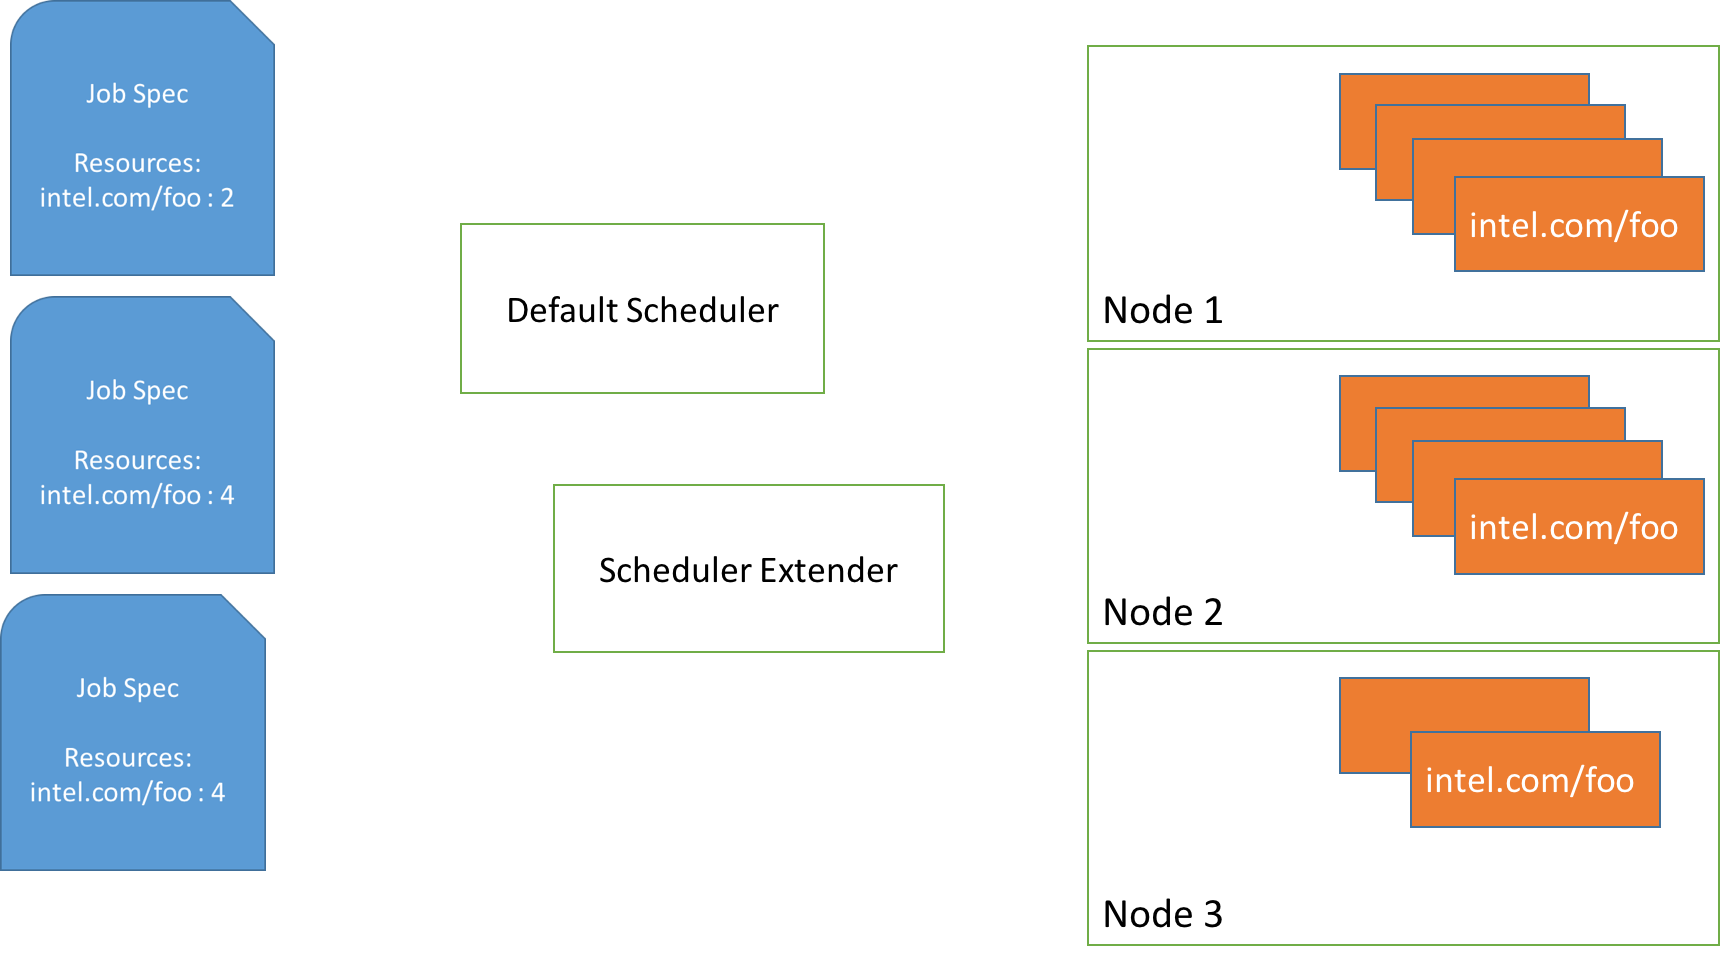 Job Spec
Resources:
intel.com/foo : 2
Job Spec
Resources:
intel.com/foo : 4
Job Spec
Resources:
intel.com/foo : 4
Default Scheduler
Scheduler Extender
intel.com/foo
Node 1
intel.com/foo
Node 2
intel.com/foo
Node 3